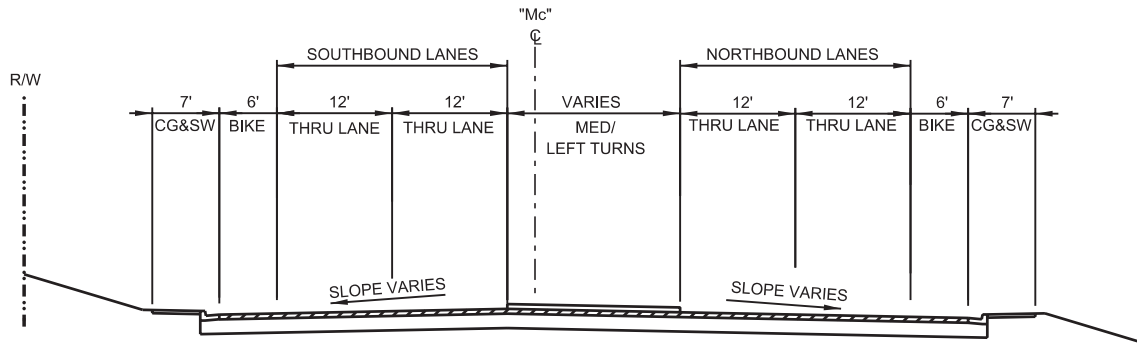 "Mc"
℄
SOUTHBOUND LANES
NORTHBOUND LANES
R/W
7' 6' 12' 12' VARIES 12' 12' 6' 7'
CG&SW BIKE THRU LANE THRU LANE MED/ THRU LANE THRU LANE BIKE CG&SW
LEFT TURNS
SLOPE VARIES SLOPE VARIES